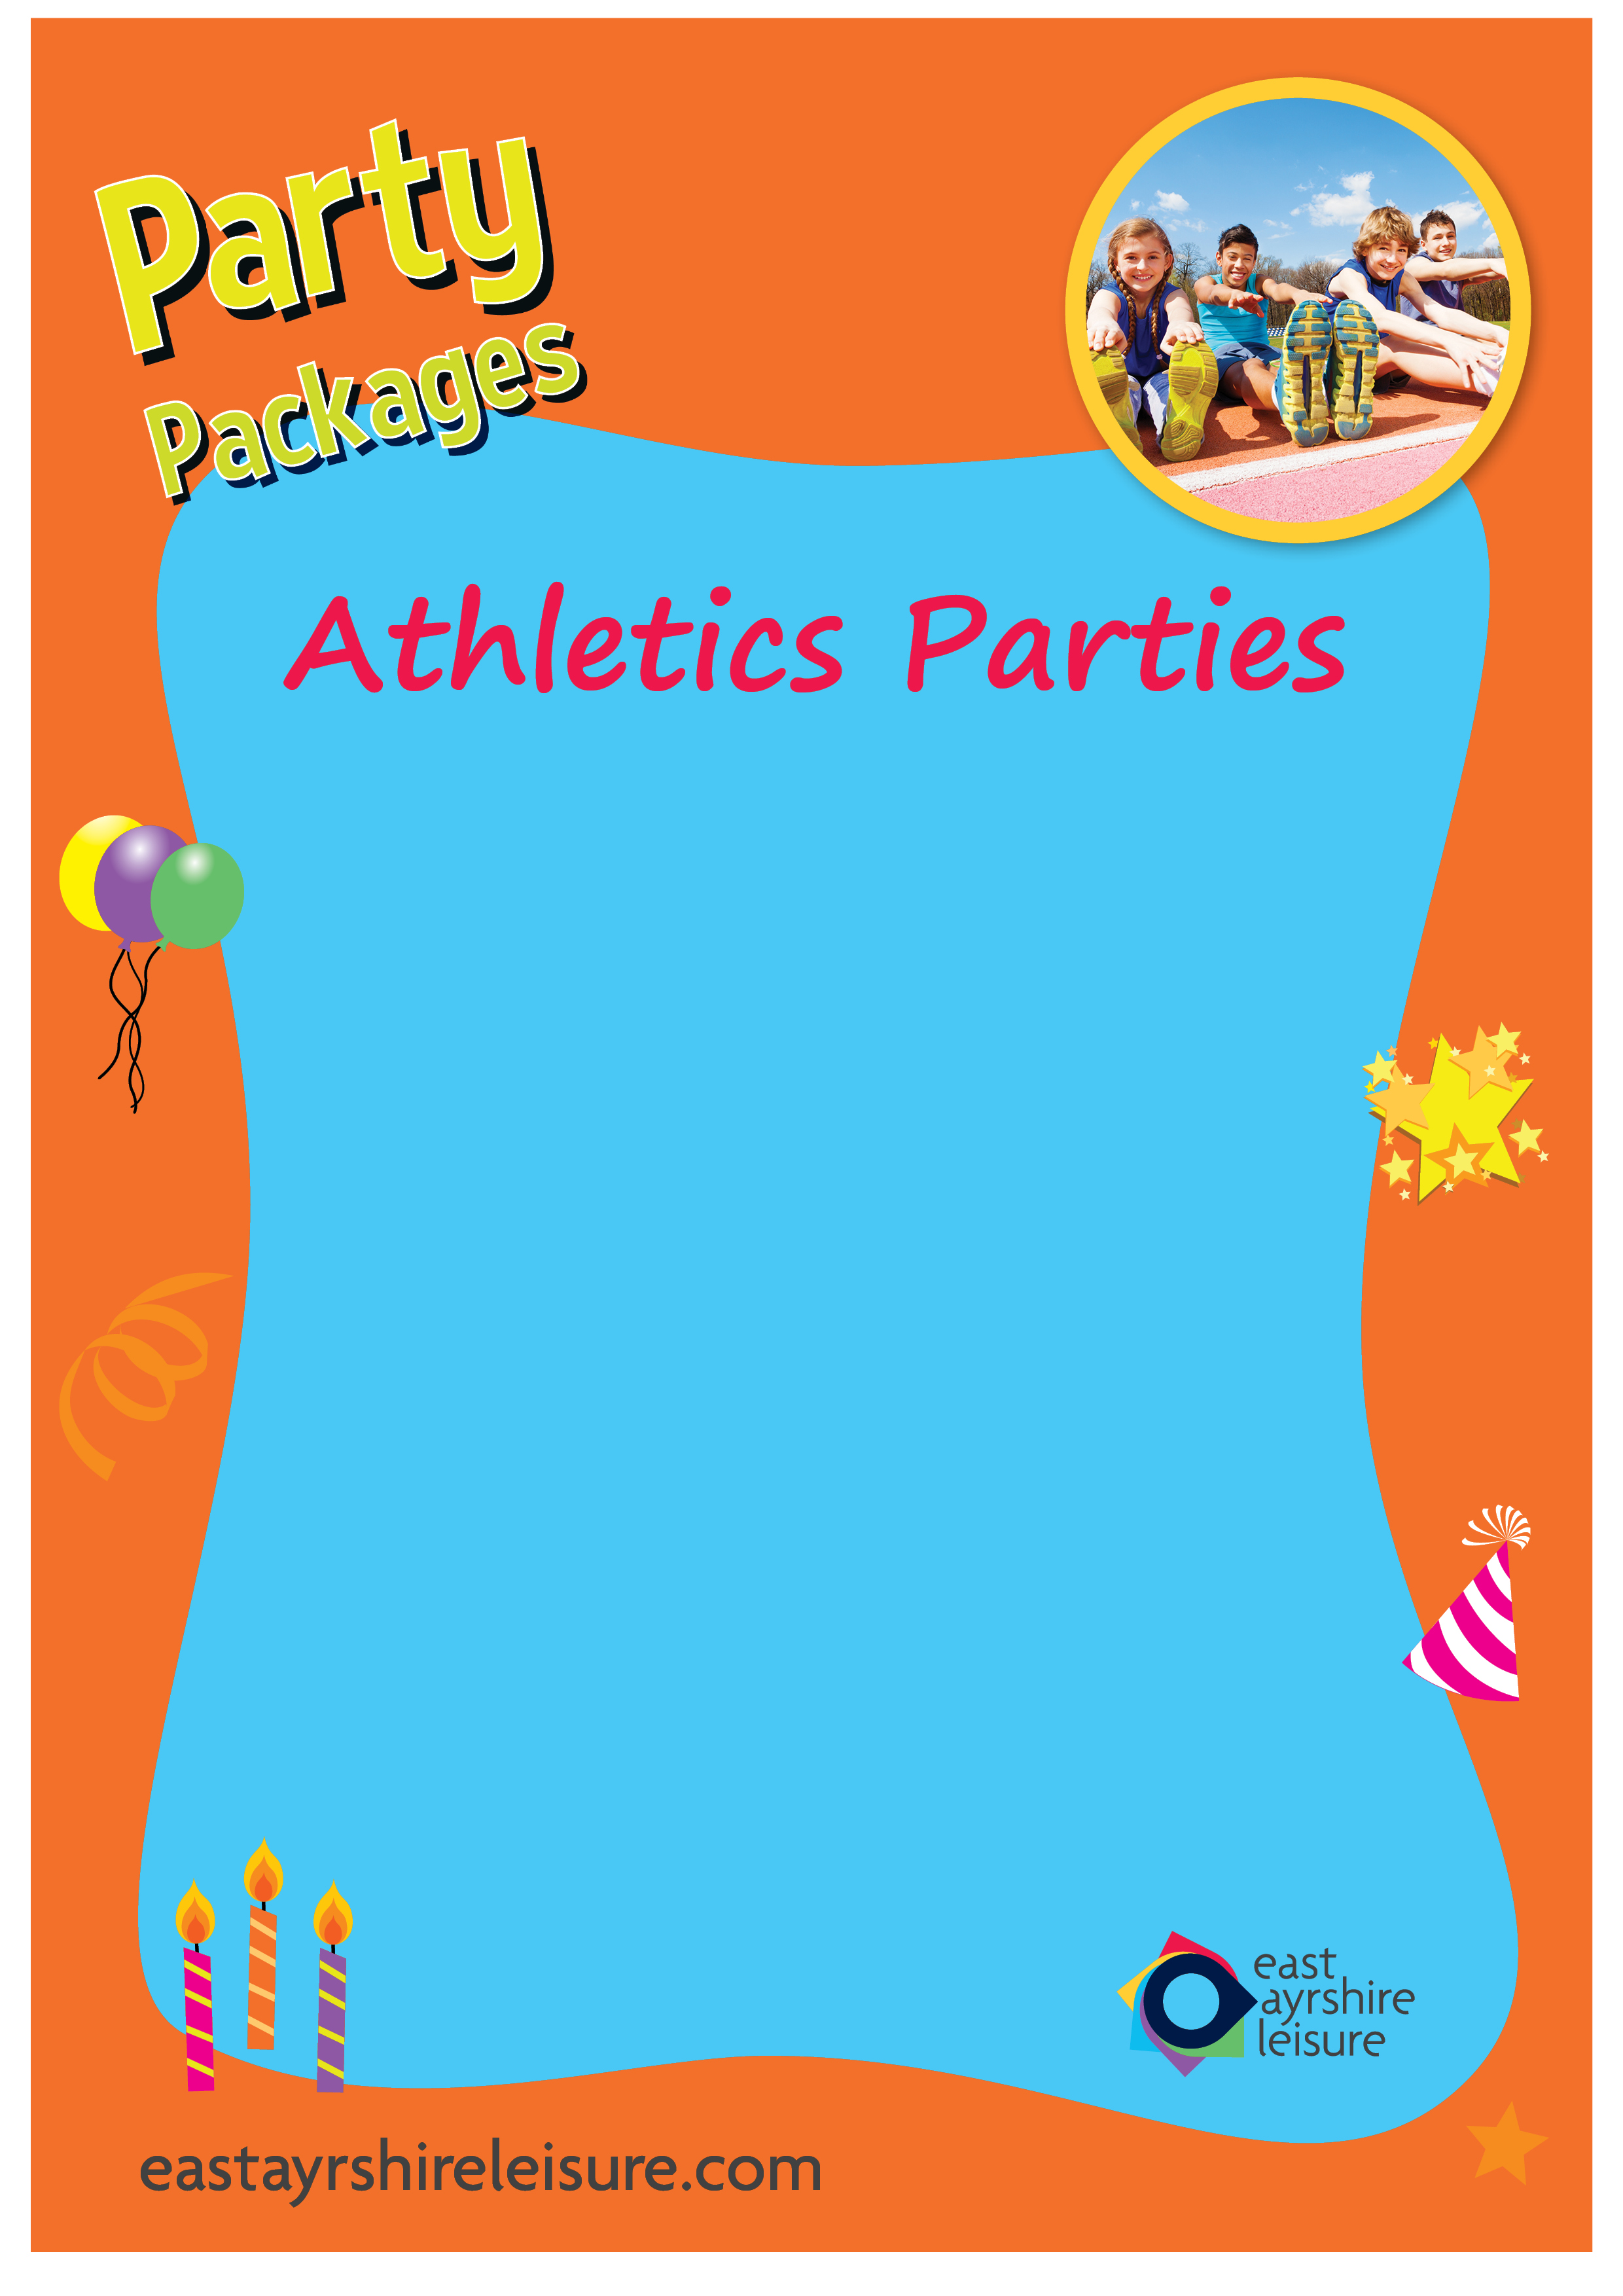 Party
Packages
Athletics Parties
east
ayrshire
leisure
eastayrshireleisure.com